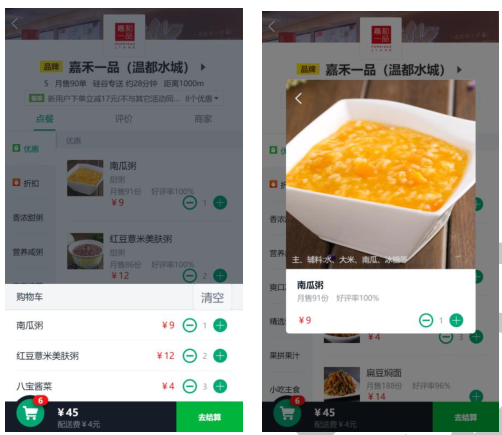 嘉和
一品
品牌 嘉禾一品（温都水城）
5 月售90单 硅谷专送 约28分钟 距离1000m
新用户下单立减17元(不与其它活动同... 8个优惠
点餐 评价 商家
优惠
优惠
折扣
香浓甜粥
营养咸粥
南瓜粥
甜粥
月售91份 好评率100%
¥9 1
红豆薏米美肤粥
甜粥
月售86份 好评率100%
¥12 2
购物车 清空
南瓜粥 ¥9 1
红豆薏米美肤粥 ¥12 2
八宝酱菜 ¥4 3
6
¥45
配送费¥4元
去结算
嘉和
一品
品牌 嘉禾一品（温都水城）
折
香浓
营养
爽口
精选
果拼果汁
小吃主食
主、辅料:水、大米、南瓜、冰糖等
南瓜粥
月售91份 好评率100%
¥9 1
¥4 3
扁豆焖面
月售188份 好评率96%
¥14
6
¥45
配送费¥4元
去结算